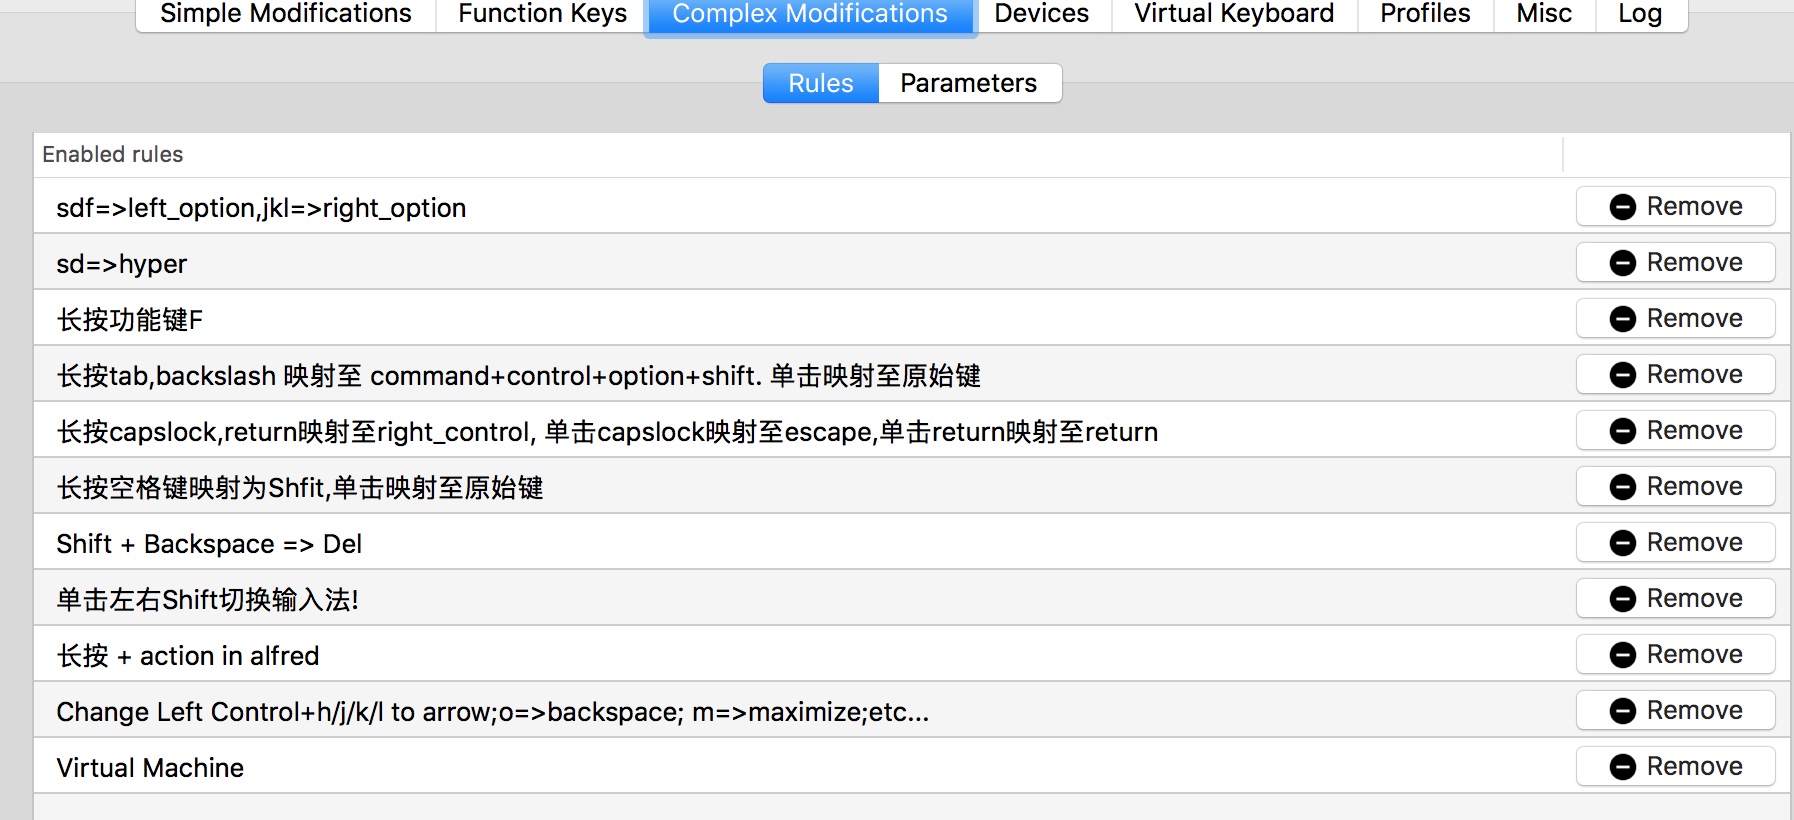 Simple Modifications Function Keys Complex Modifications Devices Virtual Keyboard Profiles Misc Log
Rules Parameters
Enabled rules
sdf=>left_option,jkl=>right_option Remove
sd=>hyper Remove
长按功能键F Remove
长按tab,backslash 映射至 command+control+option+shift. 单击映射至原始键 Remove
长按capslock,return映射至right_control, 单击capslock映射至escape,单击return映射至return Remove
长按空格键映射为Shfit,单击映射至原始键 Remove
Shift + Backspace => Del Remove
单击左右Shift切换输入法! Remove
长按 + action in alfred Remove
Change Left Control+h/j/k/l to arrow;o=>backspace; m=>maximize;etc... Remove
Virtual Machine Remove